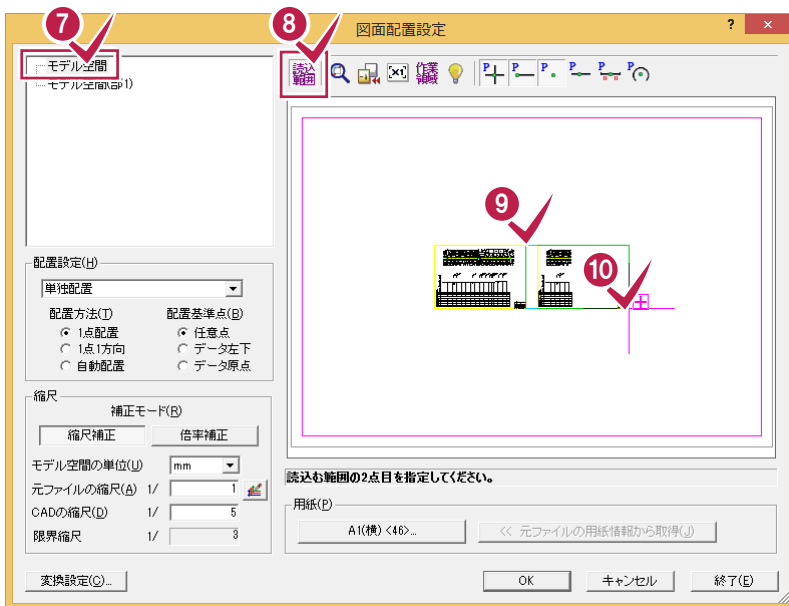 7
8
図面配置設定
?
×
モデル空間
モデル空間(部1)
読込
範囲
×1
作業
領域
P
P
P
P
P
P
9
10
配置設定(H)
単独配置
配置方法(T)
配置基準点(B)
1点配置
任意点
1点1方向
データ左下
自動配置
データ原点
縮尺
補正モード(R)
縮尺補正
倍率補正
モデル空間の単位(U)
mm
元ファイルの縮尺(A) 1/ 1
CADの縮尺(D) 1/ 5
限界縮尺 1/ 3
読込む範囲の2点目を指定してください。
用紙(P)
A1(横) <46>...
<< 元ファイルの用紙情報から取得(J)
変換設定(C)...
OK
キャンセル
終了(E)